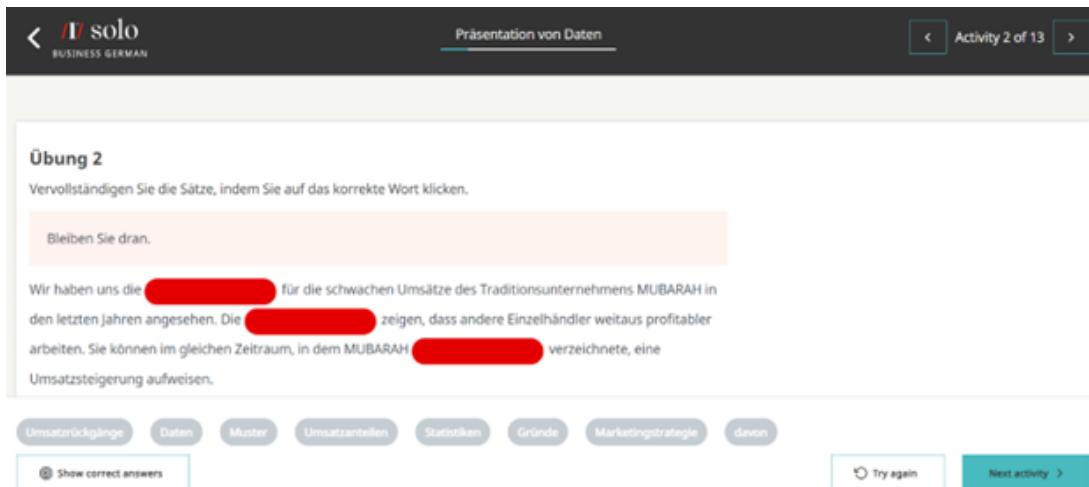 solo
BUSINESS GERMAN
Präsentation von Daten
Activity 2 of 13
Übung 2
Vervollständigen Sie die Sätze, indem Sie auf das korrekte Wort klicken.
Bleiben Sie dran.
Wir haben uns die für die schwachen Umsätze des Traditionsunternehmens MUBARAH in
den letzten Jahren angesehen. Die zeigen, dass andere Einzelhändler weitaus profitabler
arbeiten. Sie können im gleichen Zeitraum, in dem MUBARAH verzeichnete, eine
Umsatzsteigerung aufweisen.
Umsatzrückgänge Daten Muster Umsatzanteilen Statistiken Gründe Marketingstrategie davon
Show correct answers Try again Next activity